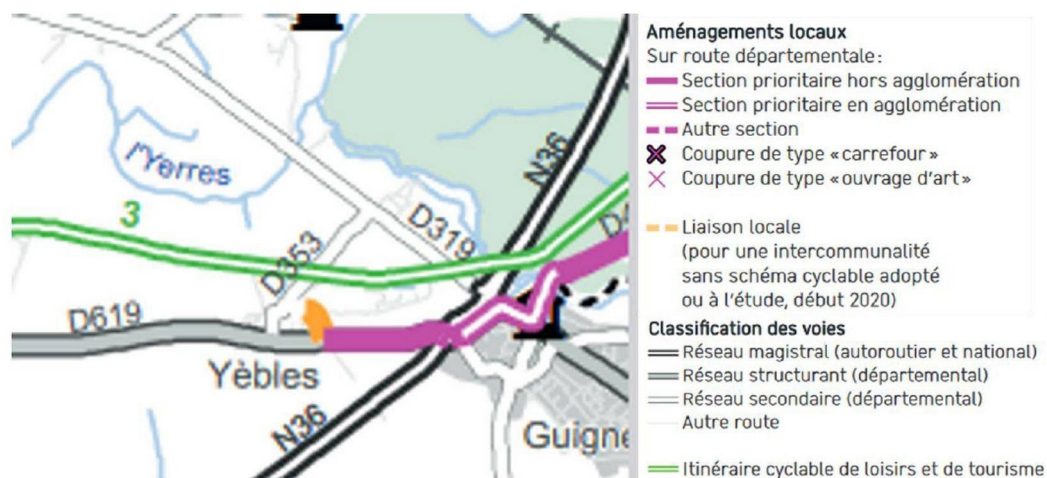 l'Yerres
N36
3
D319
D353
D619
Yèbles
N36
Guigne
Aménagements locaux
Sur route départementale :
Section prioritaire hors agglomération
Section prioritaire en agglomération
Autre section
Coupure de type « carrefour »
Coupure de type « ouvrage d'art »
Liaison locale
(pour une intercommunalité
sans schéma cyclable adopté
ou à l'étude, début 2020)
Classification des voies
Réseau magistral (autoroutier et national)
Réseau structurant (départemental)
Réseau secondaire (départemental)
Autre route
Itinéraire cyclable de loisirs et de tourisme